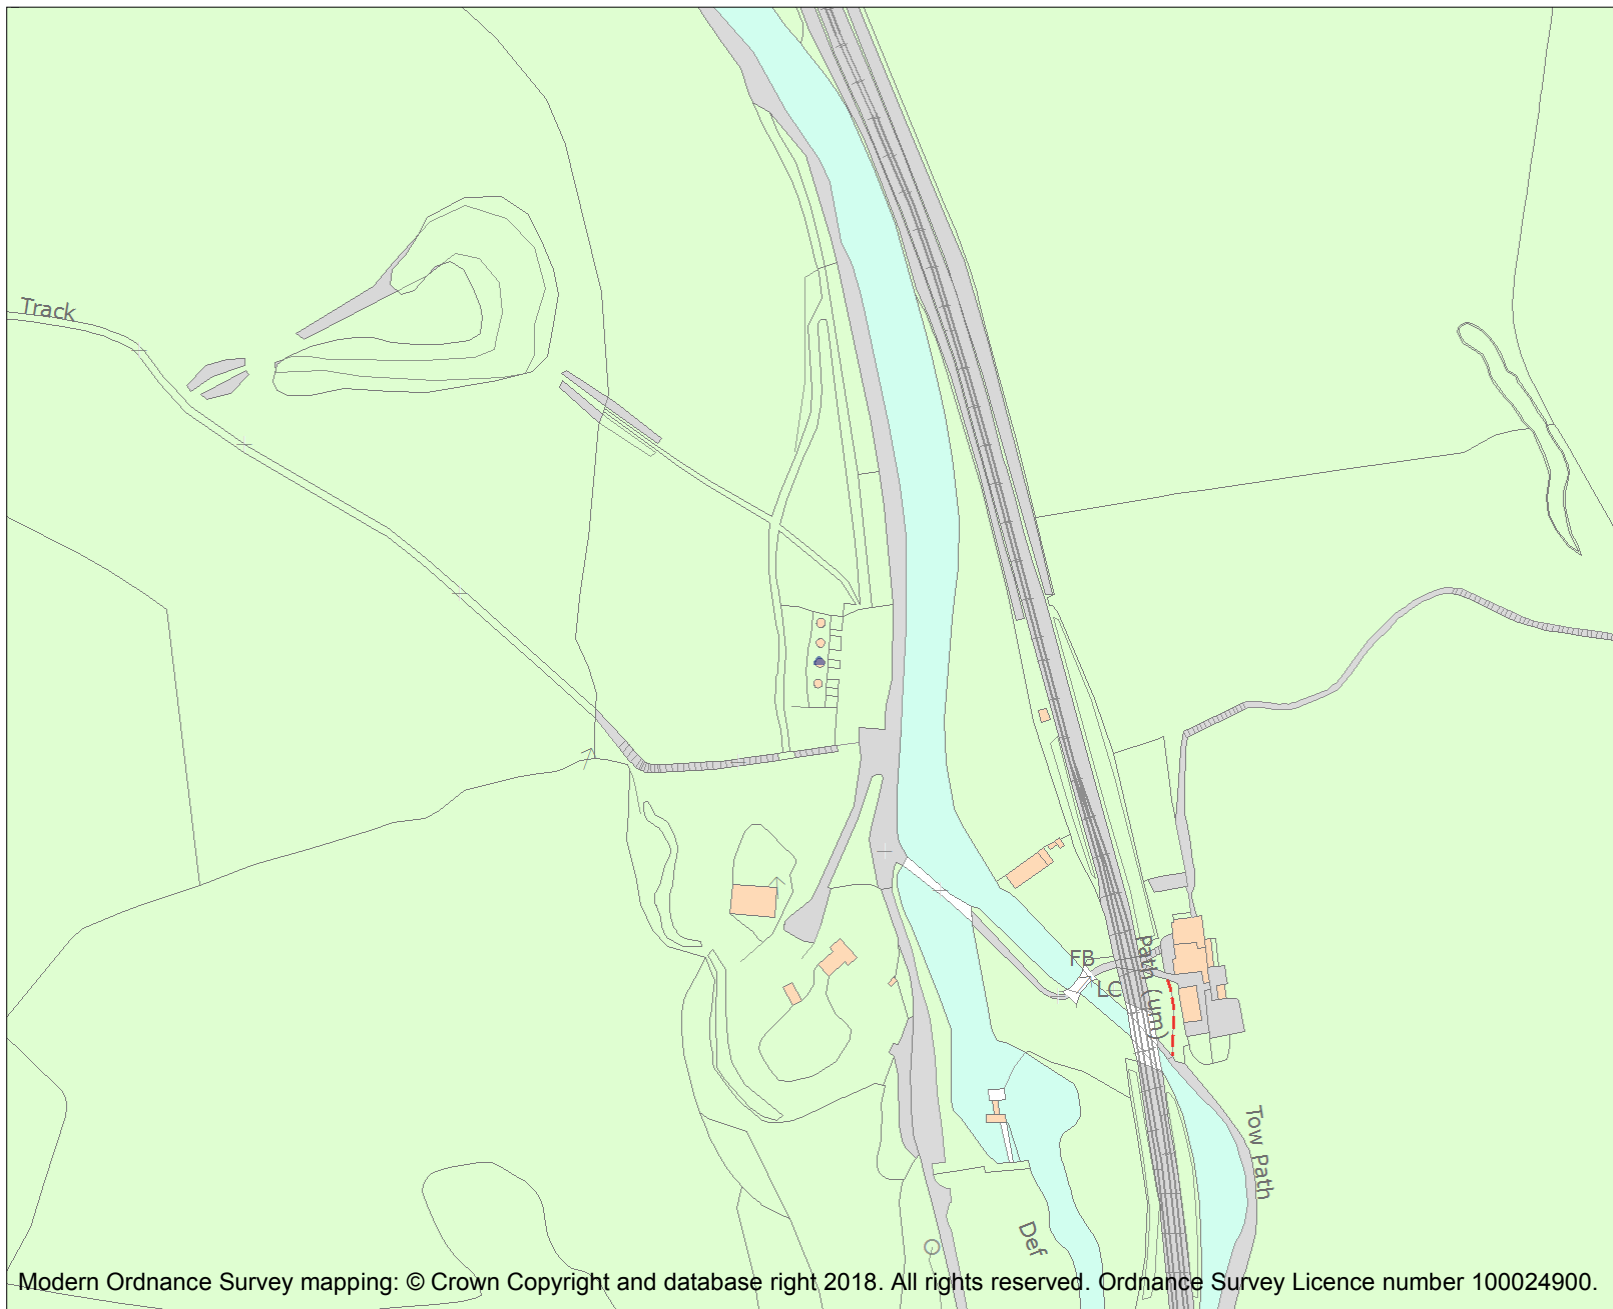 Track
FB
LC
Path (um)
Tow Path
Def
Modern Ordnance Survey mapping: © Crown Copyright and database right 2018. All rights reserved. Ordnance Survey Licence number 100024900.